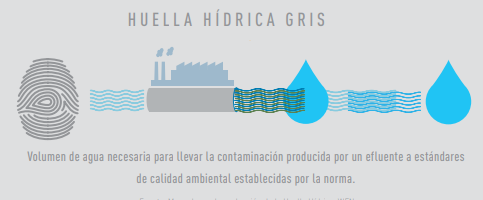 HUELLA HÍDRICA GRIS
Volumen de agua necesaria para llevar la contaminación producida por un efluente a estándares
de calidad ambiental establecidos por la norma.